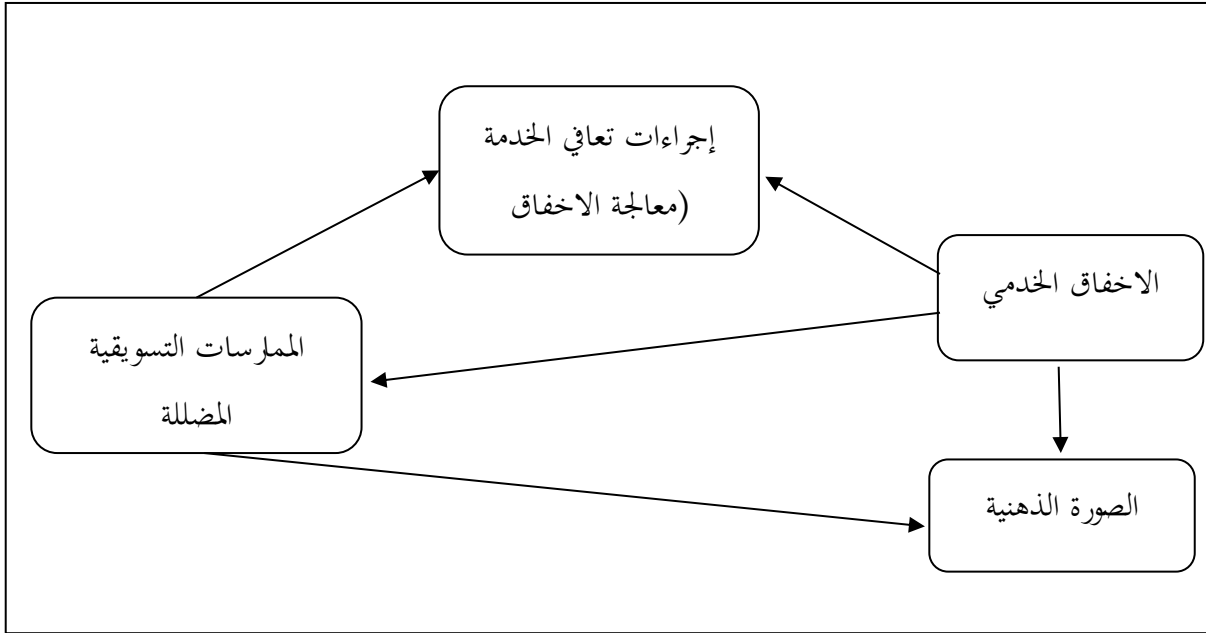 إجراءات تعافي الخدمة
(معالجة الاخفاق
الاخفاق الخدمي
الممارسات التسويقية
المضللة
الصورة الذهنية